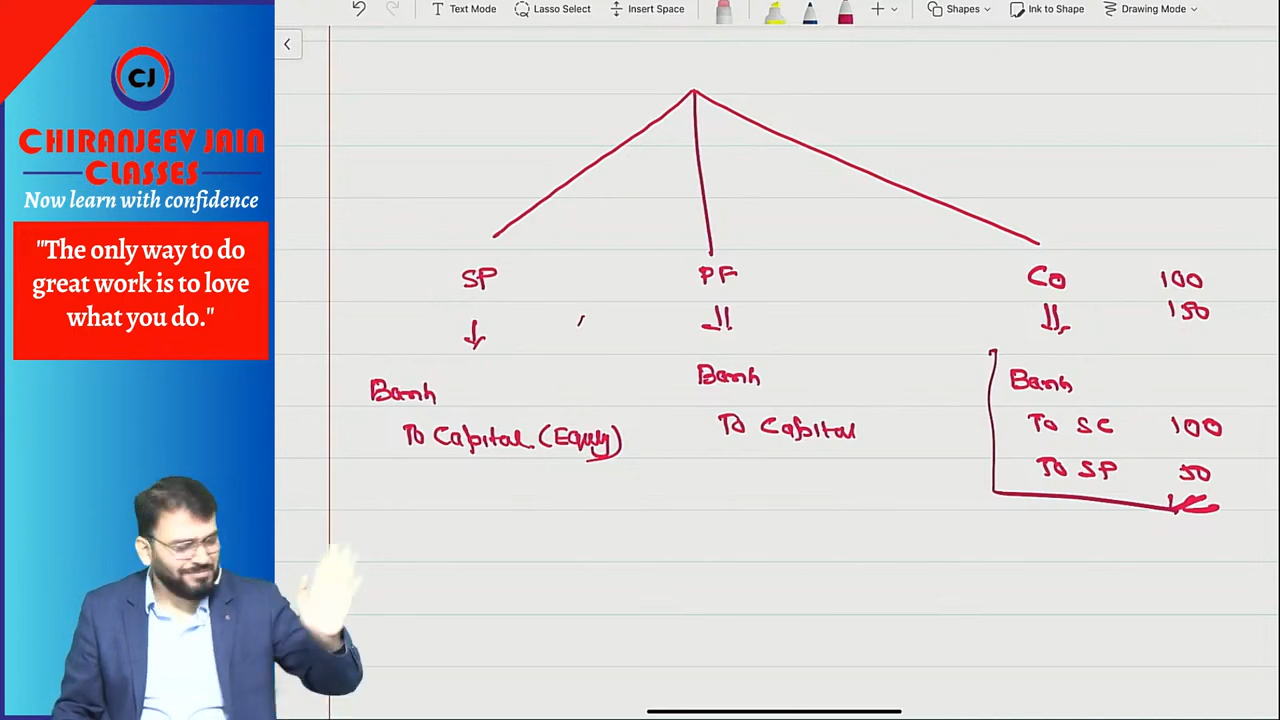 Text Mode
Lasso Select
Insert Space
Shapes
Ink to Shape
Drawing Mode
CJ
CHIRANJEEV JAIN
CLASSES
Now learn with confidence
"The only way to do
great work is to love
what you do."
SP
PF
CO 100
150
Bank
To Capital (Equity)
Bank
To Capital
Bank
To SC 100
To SP 50